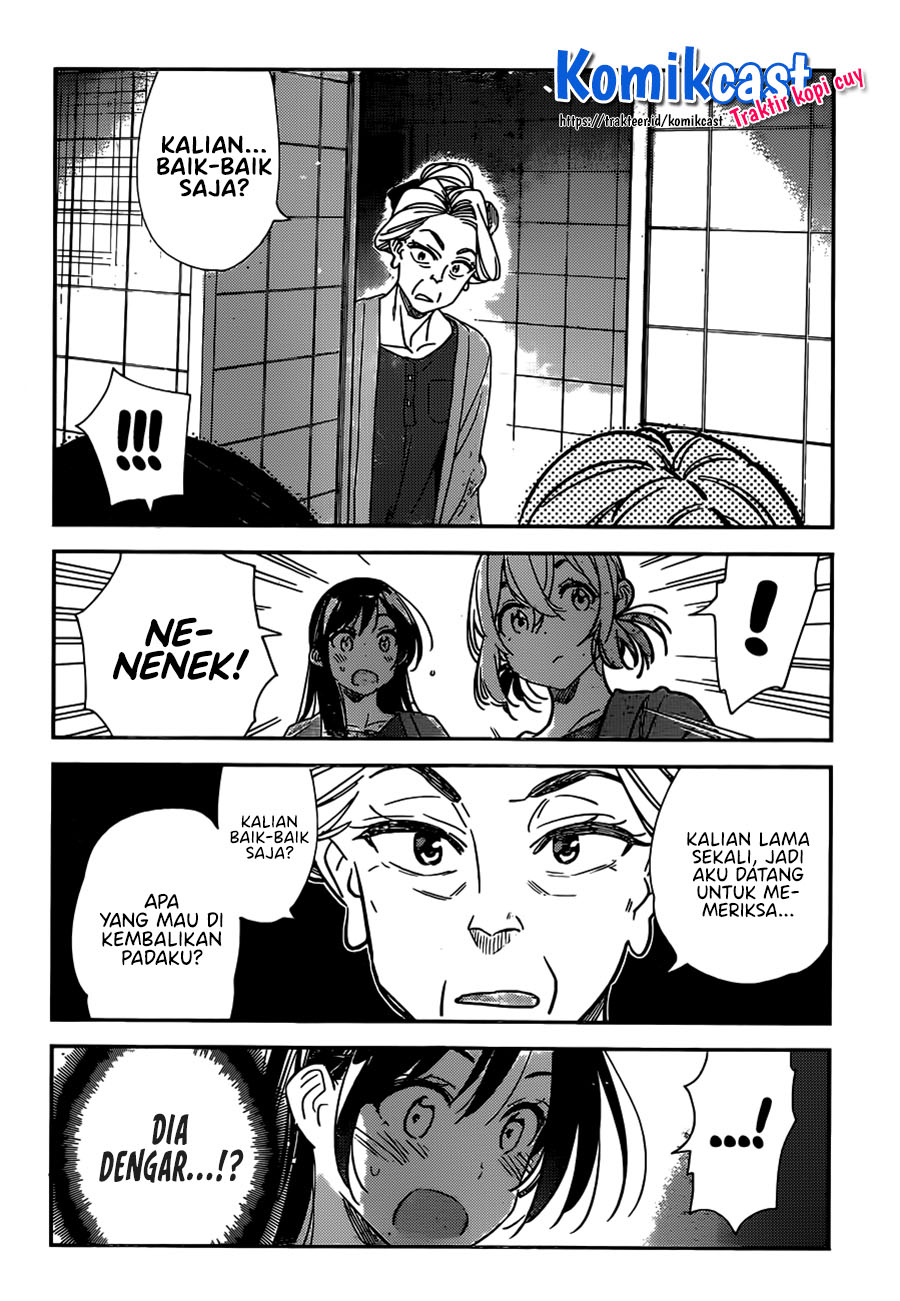 Komikcast
Traktir kopi cuy
https://trakteer.id/komikcast
KALIAN...
BAIK-BAIK
SAJA?
!!!
!
NE-
NENEK!
KALIAN LAMA
SEKALI, JADI
AKU DATANG
UNTUK ME-
MERIKSA...
KALIAN
BAIK-BAIK
SAJA?
APA
YANG MAU DI
KEMBALIKAN
PADAKU?
....!
DIA
DENGAR...!?